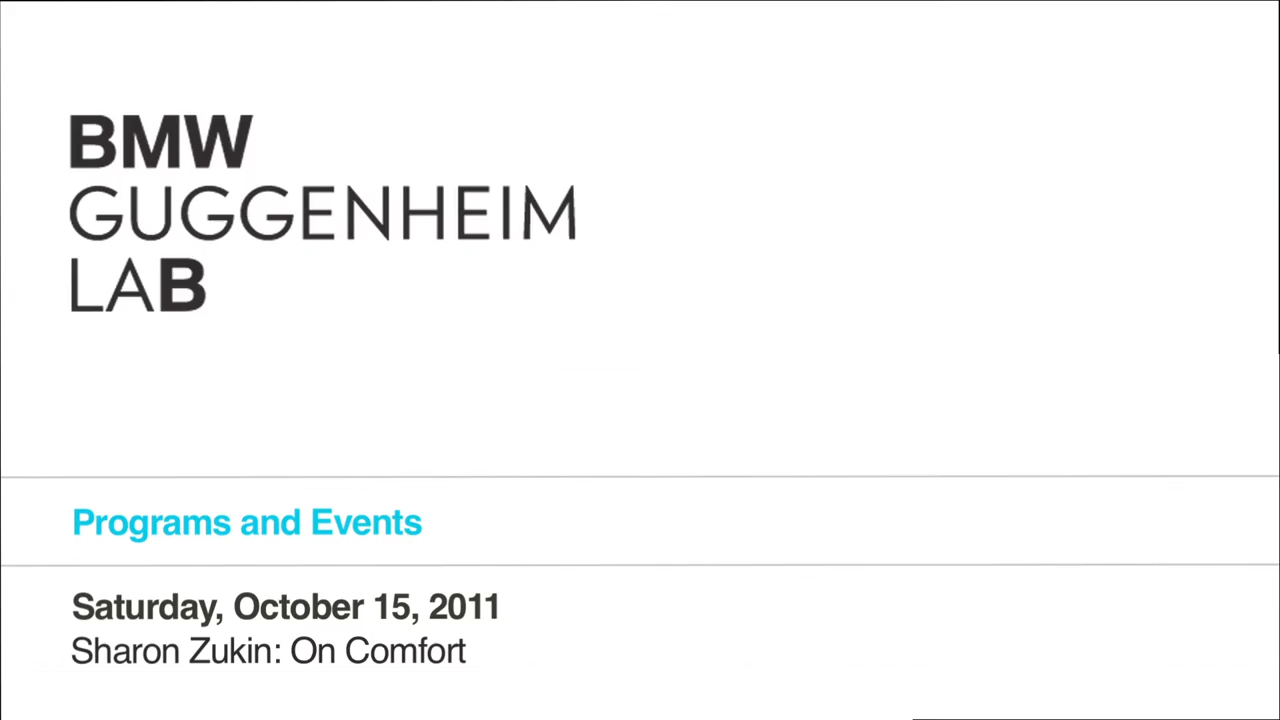 BMW
GUGGENHEIM
LAB
Programs and Events
Saturday, October 15, 2011
Sharon Zukin: On Comfort